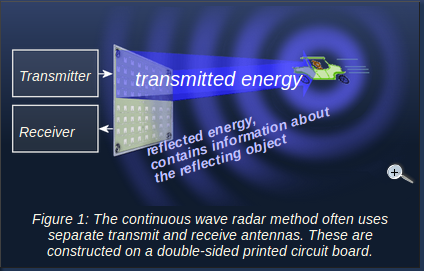 Transmitter
transmitted energy
Receiver
reflected energy,
contains information about
the reflecting object
Figure 1: The continuous wave radar method often uses
separate transmit and receive antennas. These are
constructed on a double-sided printed circuit board.